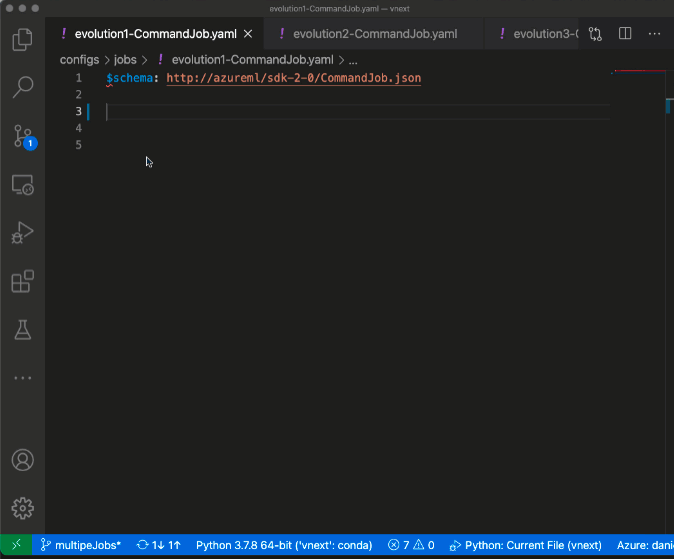 evolution1-CommandJob.yaml — vnext
! evolution1-CommandJob.yaml
! evolution2-CommandJob.yaml
! evolution3-C
configs > jobs > ! evolution1-CommandJob.yaml > ...
1 $schema: http://azureml/sdk-2-0/CommandJob.json
2
3
4
5
1
multipeJobs* 1↓ 1↑ Python 3.7.8 64-bit ('vnext': conda) 7 0 Python: Current File (vnext) Azure: dani